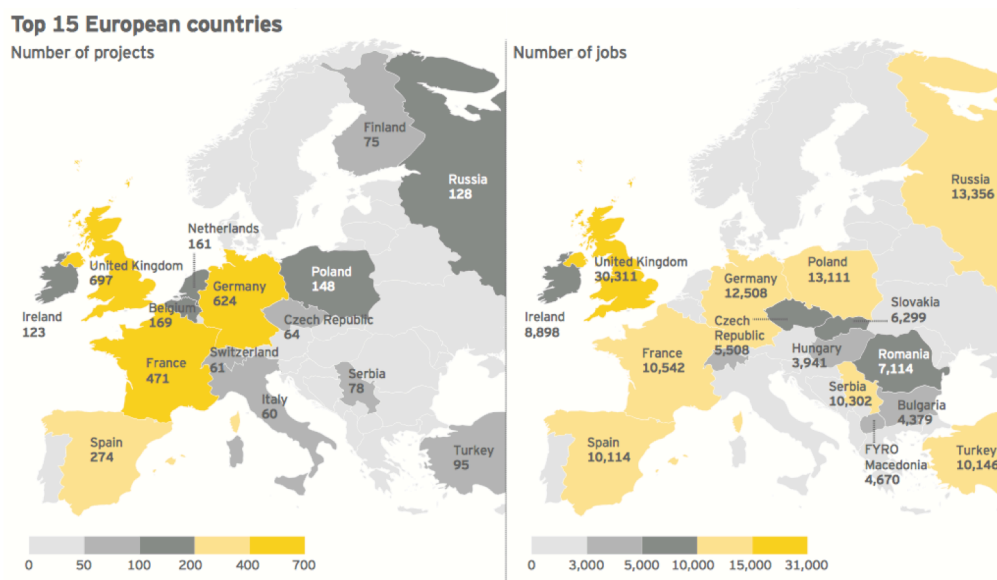 Top 15 European countries
Number of projects
Finland
75
Russia
128
Netherlands
161
United Kingdom
697
Poland
148
Germany
624
Belgium
169
Ireland
123
Czech Republic
64
Switzerland
61
France
471
Serbia
78
Italy
60
Spain
274
Turkey
95
0 50 100 200 400 700
Number of jobs
Russia
13,356
United Kingdom
30,311
Poland
13,111
Germany
12,508
Slovakia
6,299
Ireland
8,898
Czech
Republic
5,508
Hungary
3,941
Romania
7,114
France
10,542
Serbia
10,302
Bulgaria
4,379
FYRO
Macedonia
4,670
Spain
10,114
Turkey
10,146
0 3,000 5,000 10,000 15,000 31,000